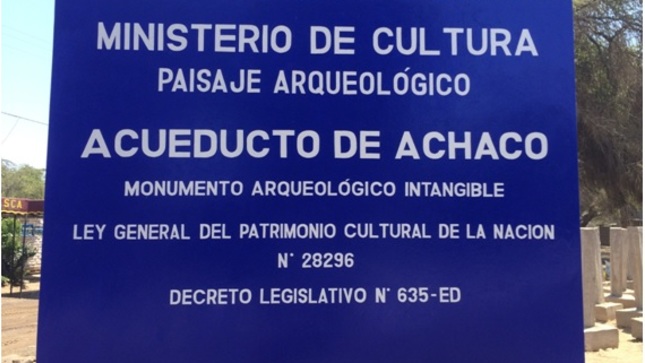 MINISTERIO DE CULTURA
PAISAJE ARQUEOLÓGICO
ACUEDUCTO DE ACHACO
MONUMENTO ARQUEOLÓGICO INTANGIBLE
LEY GENERAL DEL PATRIMONIO CULTURAL DE LA NACION
N° 28296
DECRETO LEGISLATIVO N° 635-ED
SCA